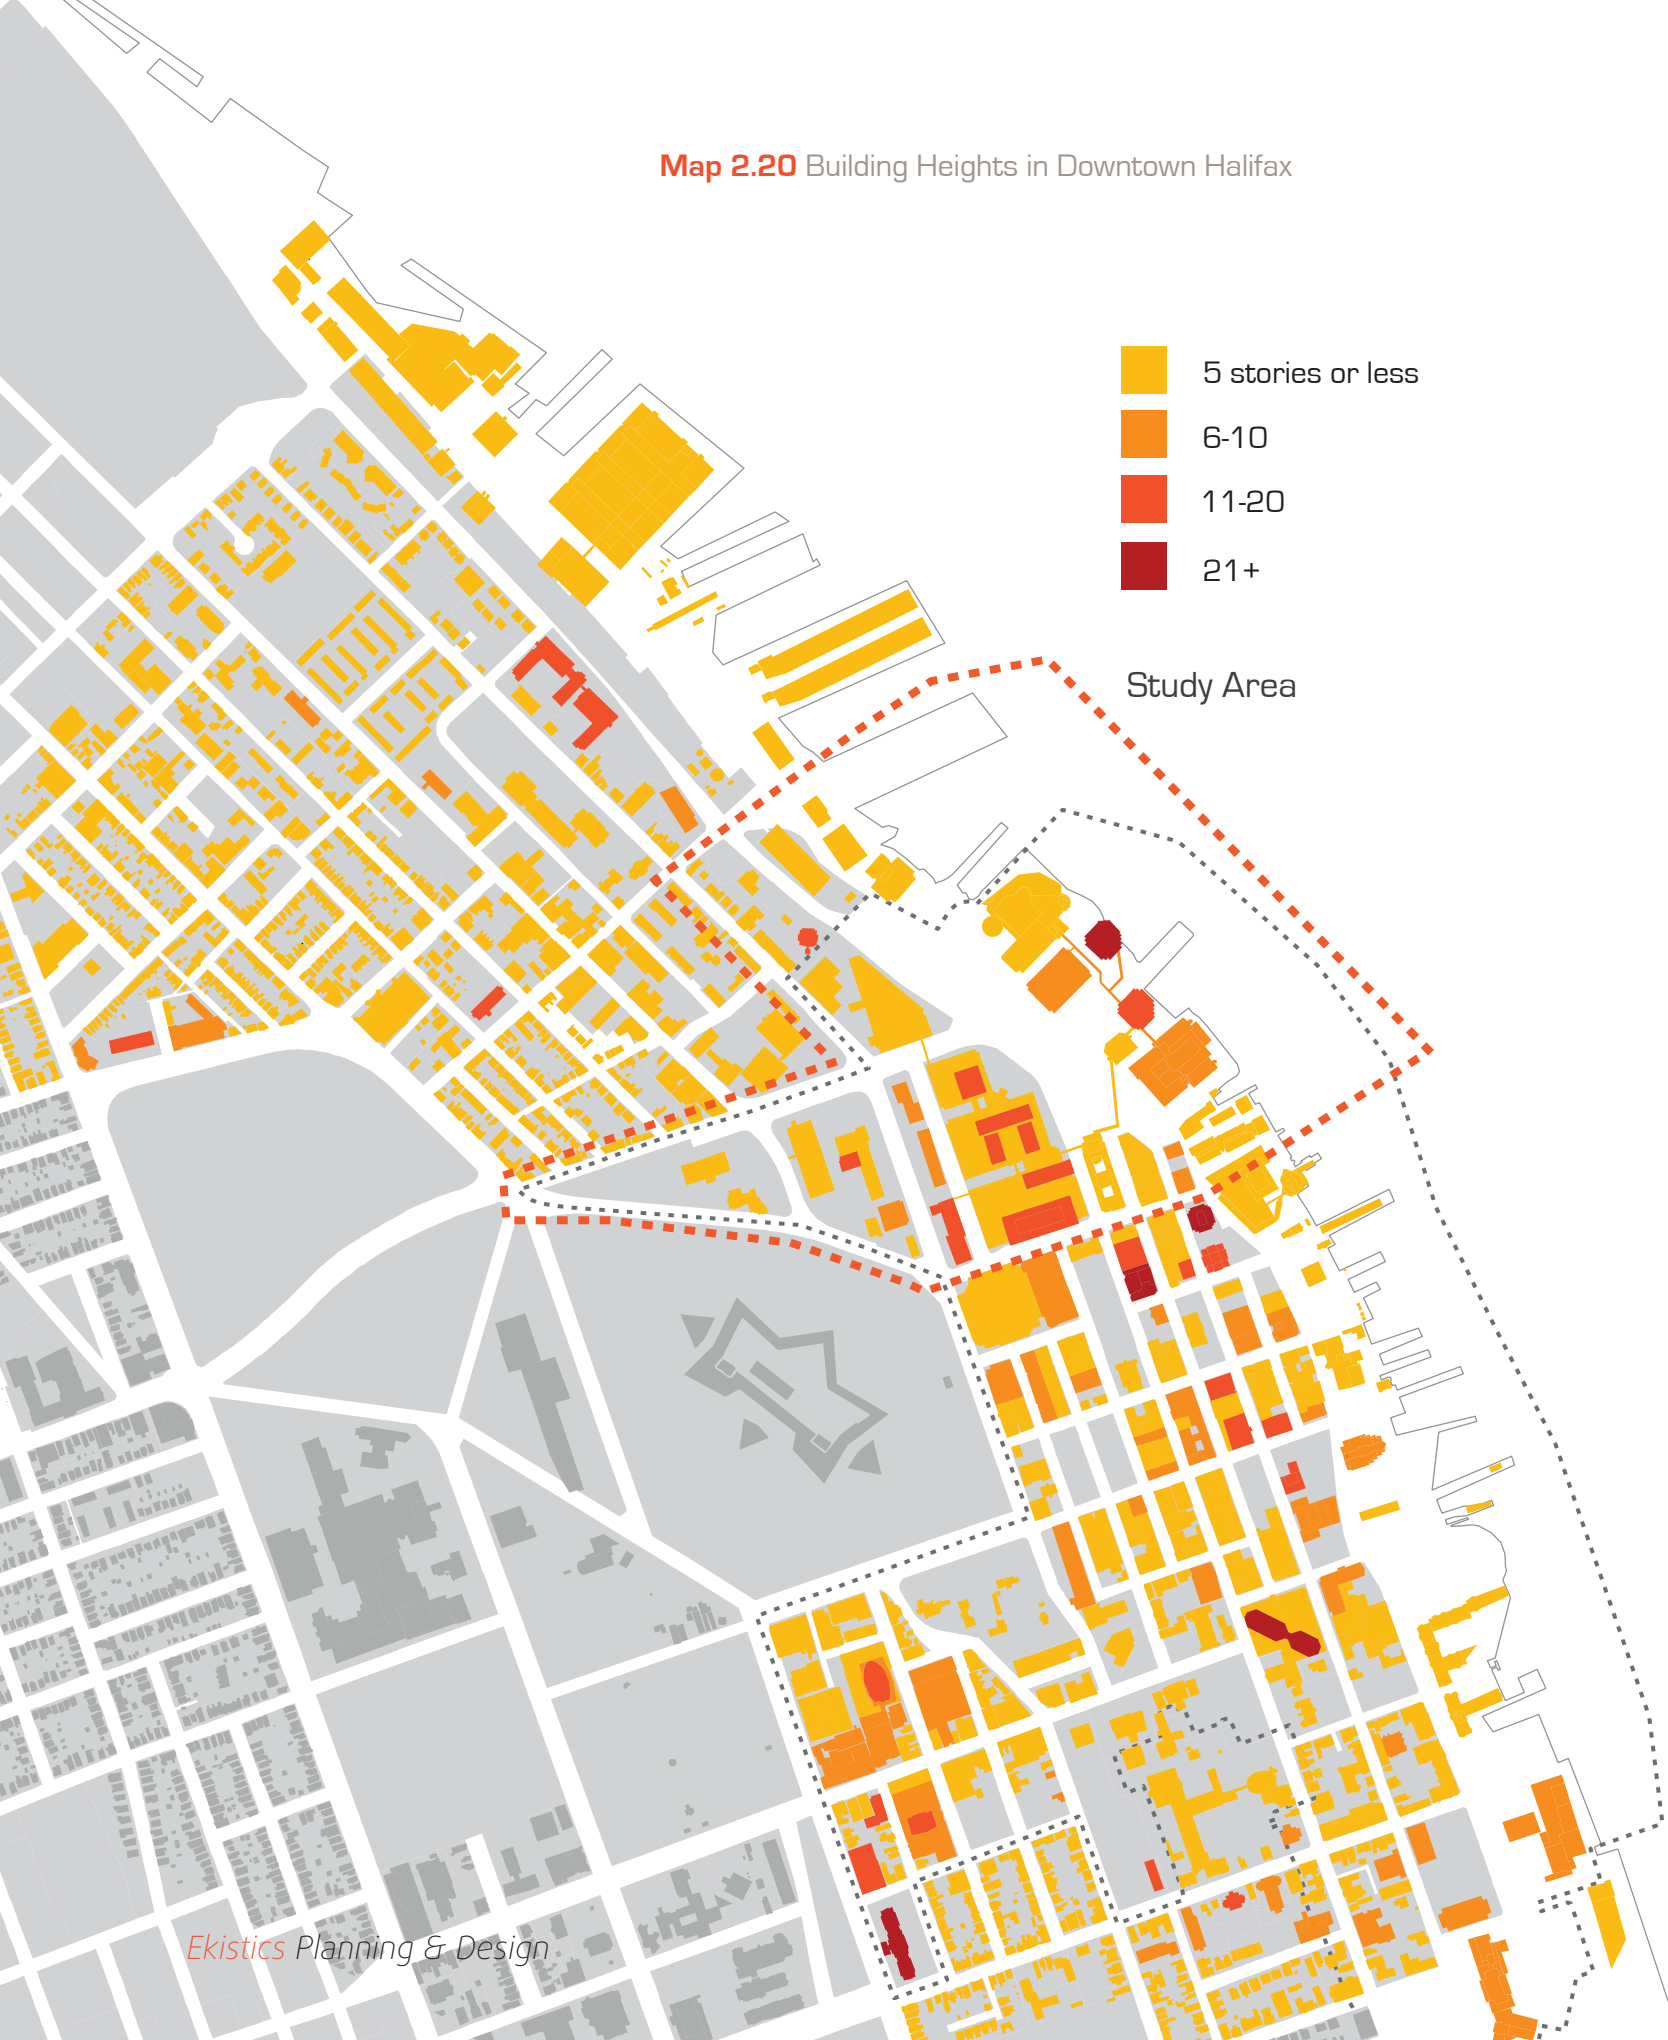 Map 2.20 Building Heights in Downtown Halifax
5 stories or less
6-10
11-20
21+
Study Area
Ekistics Planning & Design